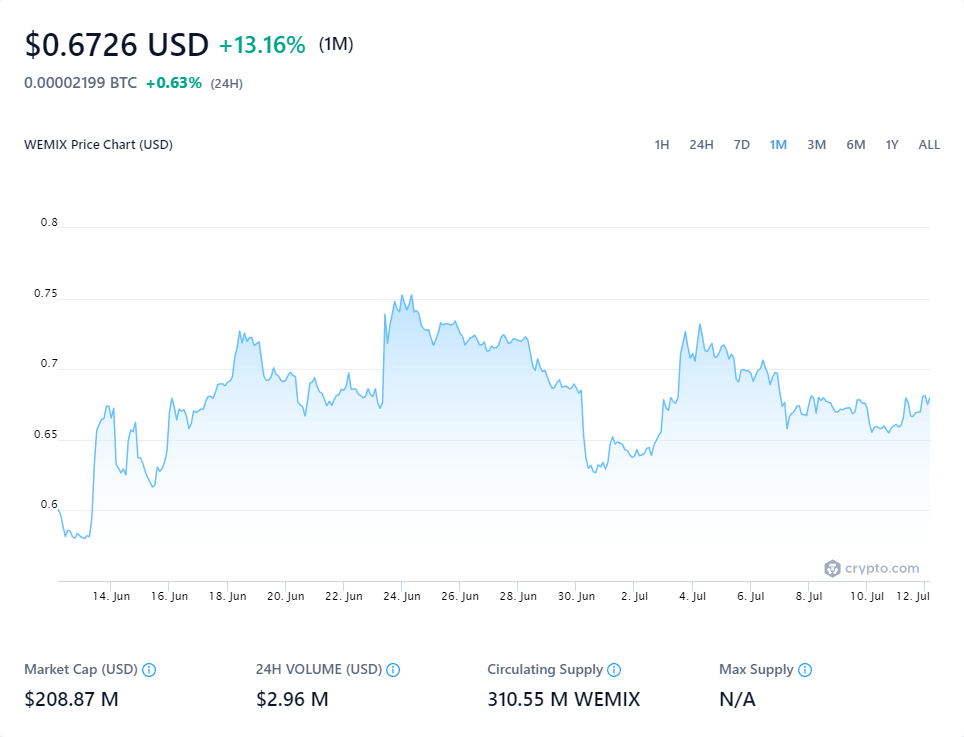 $0.6726 USD +13.16% (1M)
0.00002199 BTC +0.63% (24H)
WEMIX Price Chart (USD) 1H 24H 7D 1M 3M 6M 1Y ALL
0.8
0.75
0.7
0.65
0.6
crypto.com
14. Jun 16. Jun 18. Jun 20. Jun 22. Jun 24. Jun 26. Jun 28. Jun 30. Jun 2. Jul 4. Jul 6. Jul 8. Jul 10. Jul 12. Jul
Market Cap (USD) 24H VOLUME (USD) Circulating Supply Max Supply
$208.87 M $2.96 M 310.55 M WEMIX N/A